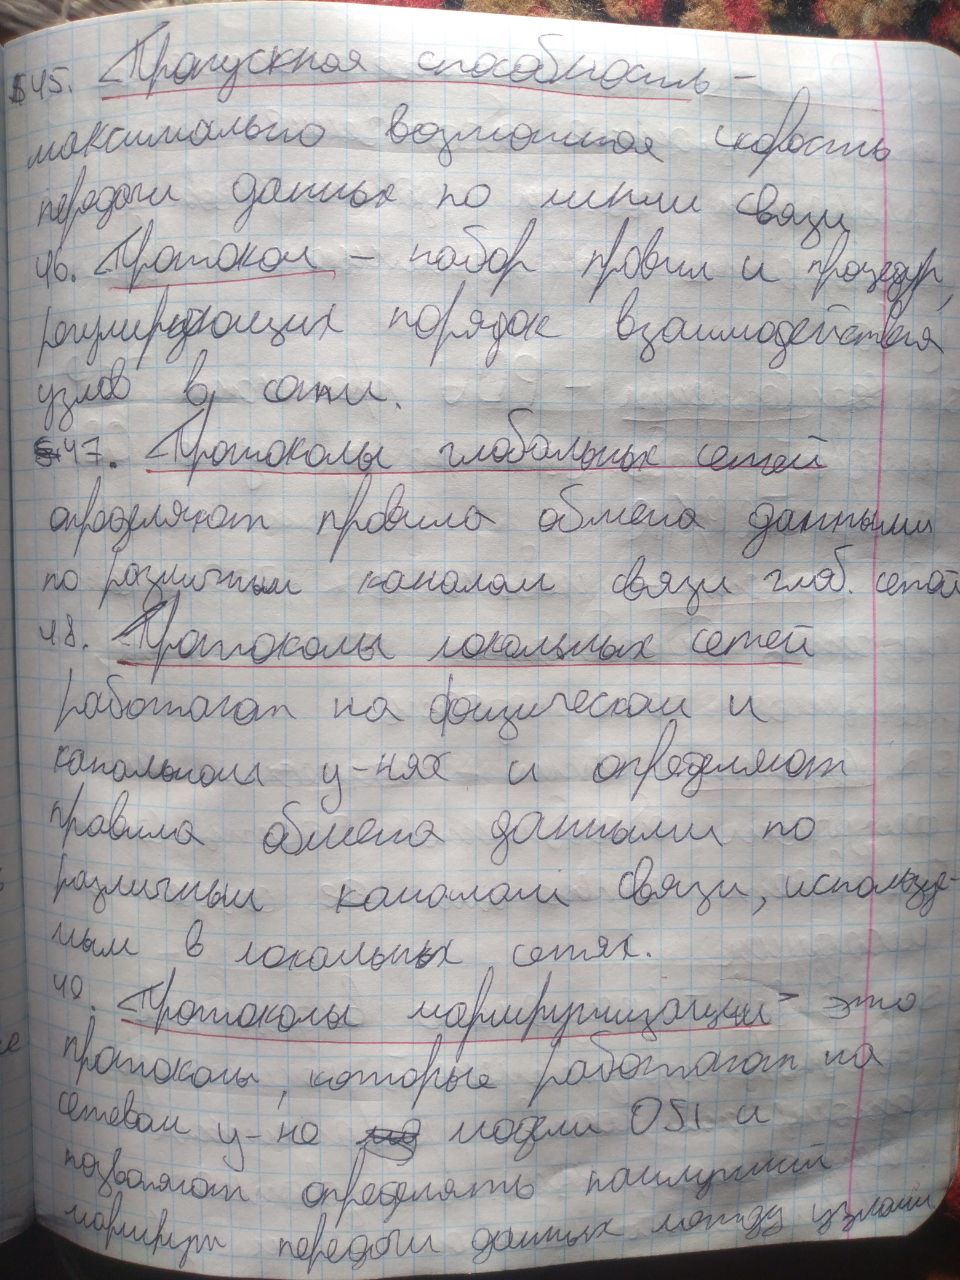 45. Пропускная способность -
максимально возможная скорость
передачи данных по линии связи
46. Протокол - набор правил и процедур,
регулирующих порядок взаимодействия
узлов в сети.
47. Протоколы глобальных сетей
определяют правила обмена данными
по различным каналам связи глоб. сетей
48. Протоколы локальных сетей
работают на физическом и
канальном у-нях и определяют
правила обмена данными по
различным каналам связи, используе-
мым в локальных сетях.
49. Протоколы маршрутизации - это
протоколы, которые работают на
сетевом у-не модели OSI и
позволяют определять наилучший
маршрут передачи данных между узлами